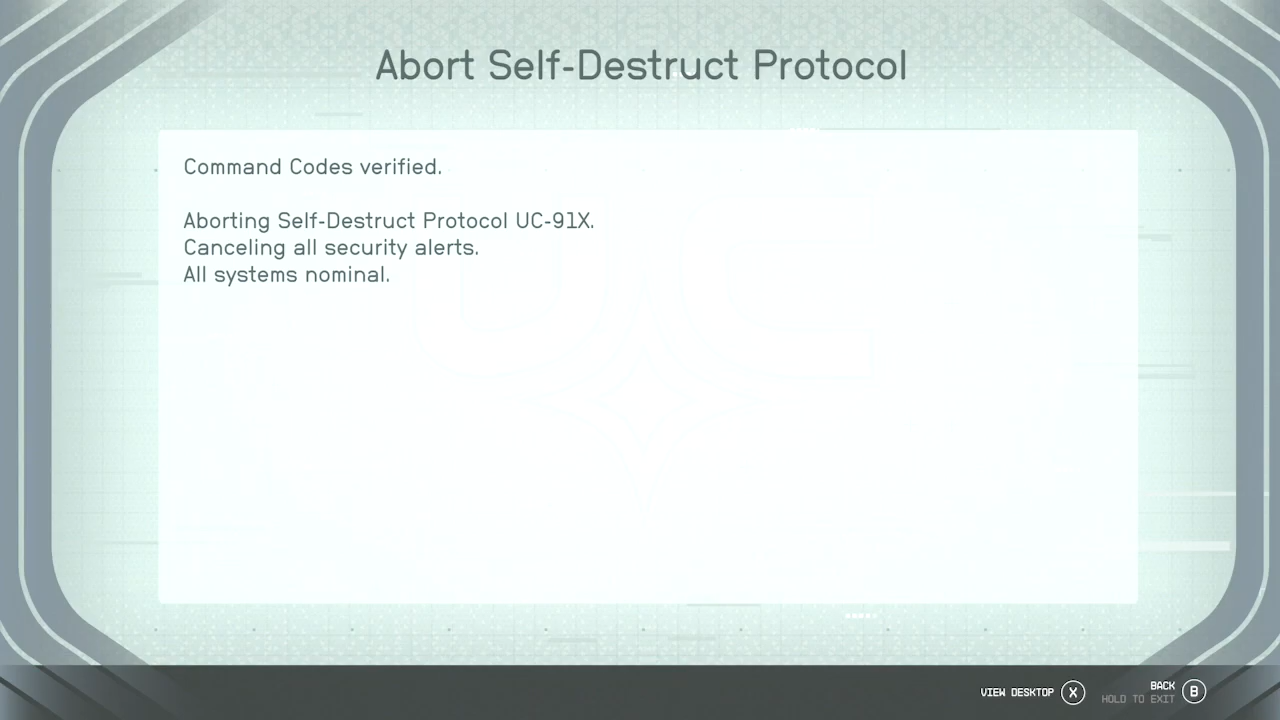 Abort Self-Destruct Protocol
Command Codes verified.
Aborting Self-Destruct Protocol UC-91X.
Canceling all security alerts.
All systems nominal.
VIEW DESKTOP X
BACK B
HOLD TO EXIT